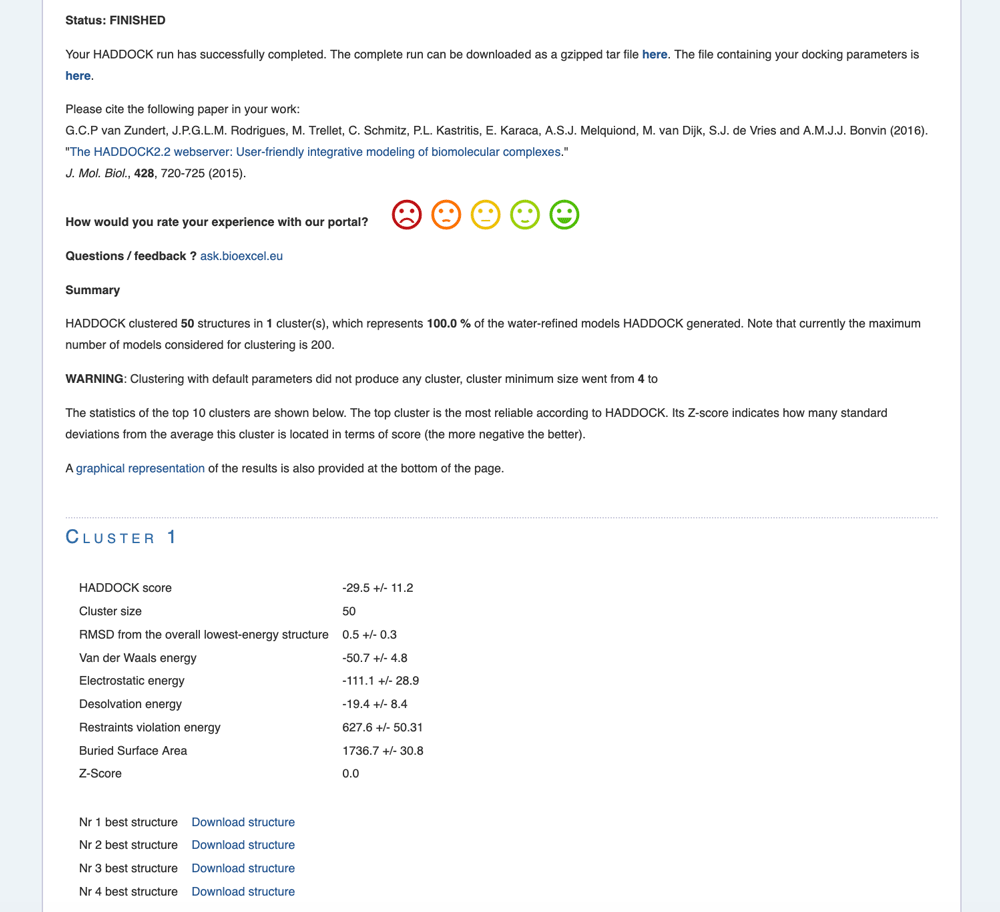 Status: FINISHED
Your HADDOCK run has successfully completed. The complete run can be downloaded as a gzipped tar file here. The file containing your docking parameters is
here.
Please cite the following paper in your work:
G.C.P van Zundert, J.P.G.L.M. Rodrigues, M. Trellet, C. Schmitz, P.L. Kastritis, E. Karaca, A.S.J. Melquiond, M. van Dijk, S.J. de Vries and A.M.J.J. Bonvin (2016).
"The HADDOCK2.2 webserver: User-friendly integrative modeling of biomolecular complexes."
J. Mol. Biol., 428, 720-725 (2015).
How would you rate your experience with our portal?
Questions / feedback ? ask.bioexcel.eu
Summary
HADDOCK clustered 50 structures in 1 cluster(s), which represents 100.0 % of the water-refined models HADDOCK generated. Note that currently the maximum
number of models considered for clustering is 200.
WARNING: Clustering with default parameters did not produce any cluster, cluster minimum size went from 4 to
The statistics of the top 10 clusters are shown below. The top cluster is the most reliable according to HADDOCK. Its Z-score indicates how many standard
deviations from the average this cluster is located in terms of score (the more negative the better).
A graphical representation of the results is also provided at the bottom of the page.
Cluster 1
HADDOCK score -29.5 +/- 11.2
Cluster size 50
RMSD from the overall lowest-energy structure 0.5 +/- 0.3
Van der Waals energy -50.7 +/- 4.8
Electrostatic energy -111.1 +/- 28.9
Desolvation energy -19.4 +/- 8.4
Restraints violation energy 627.6 +/- 50.31
Buried Surface Area 1736.7 +/- 30.8
Z-Score 0.0
Nr 1 best structure Download structure
Nr 2 best structure Download structure
Nr 3 best structure Download structure
Nr 4 best structure Download structure